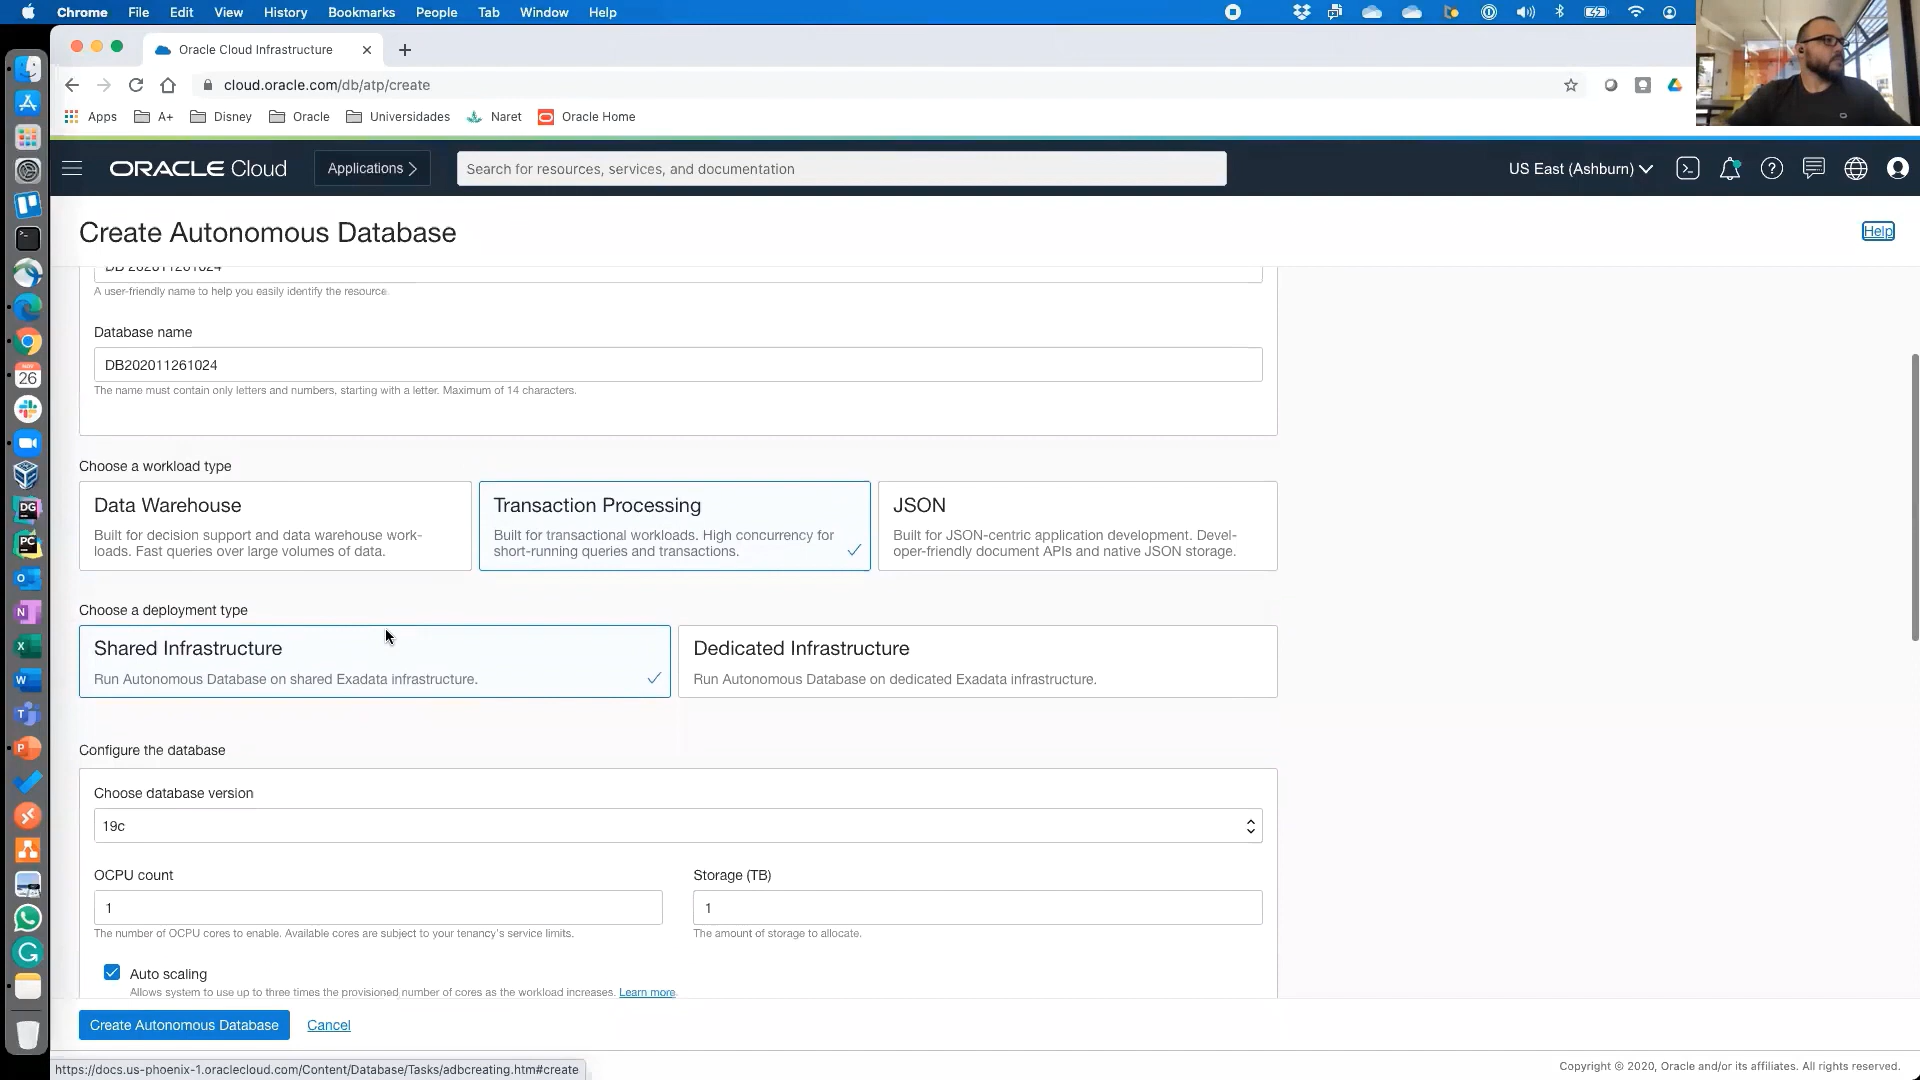 Chrome File Edit View History Bookmarks People Tab Window Help
Oracle Cloud Infrastructure
cloud.oracle.com/db/atp/create
Apps A+ Disney Oracle Universidades Naret Oracle Home
ORACLE Cloud Applications Search for resources, services, and documentation US East (Ashburn)
Create Autonomous Database Help
DB 202011261024
A user-friendly name to help you easily identify the resource.
Database name
DB202011261024
The name must contain only letters and numbers, starting with a letter. Maximum of 14 characters.
Choose a workload type
Data Warehouse
Built for decision support and data warehouse work-
loads. Fast queries over large volumes of data.
Transaction Processing
Built for transactional workloads. High concurrency for
short-running queries and transactions.
JSON
Built for JSON-centric application development. Devel-
oper-friendly document APIs and native JSON storage.
Choose a deployment type
Shared Infrastructure
Run Autonomous Database on shared Exadata infrastructure.
Dedicated Infrastructure
Run Autonomous Database on dedicated Exadata infrastructure.
Configure the database
Choose database version
19c
OCPU count
1
The number of OCPU cores to enable. Available cores are subject to your tenancy's service limits.
Storage (TB)
1
The amount of storage to allocate.
Auto scaling
Allows system to use up to three times the provisioned number of cores as the workload increases. Learn more.
Create Autonomous Database Cancel
https://docs.us-phoenix-1.oraclecloud.com/Content/Database/Tasks/adbcreating.htm#create
Copyright © 2020, Oracle and/or its affiliates. All rights reserved.
26
DG
PC